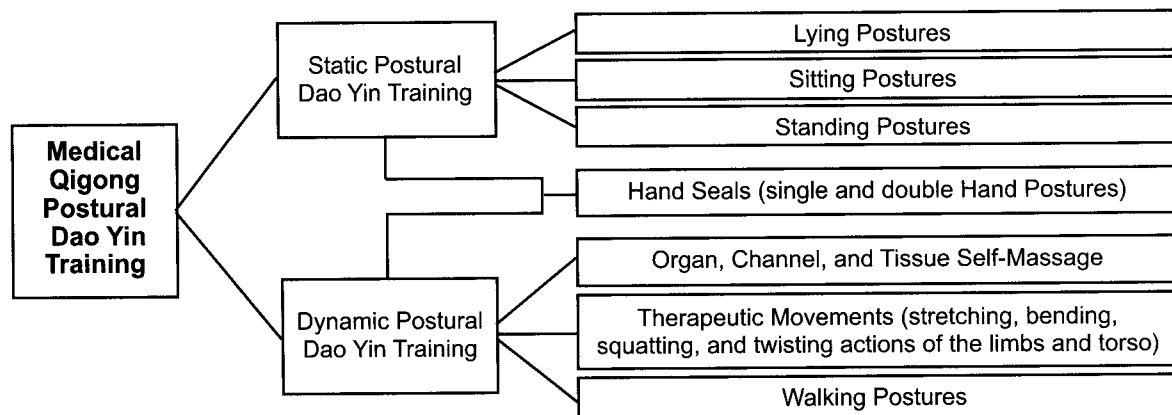 Medical
Qigong
Postural
Dao Yin
Training
Static Postural
Dao Yin Training
Lying Postures
Sitting Postures
Standing Postures
Hand Seals (single and double Hand Postures)
Dynamic Postural
Dao Yin Training
Organ, Channel, and Tissue Self-Massage
Therapeutic Movements (stretching, bending,
squatting, and twisting actions of the limbs and torso)
Walking Postures